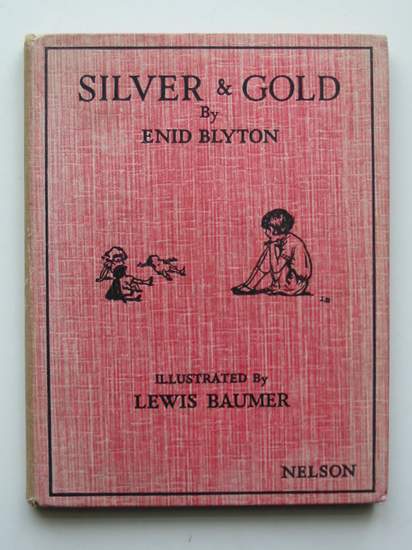 SILVER & GOLD
By
ENID BLYTON
ILLUSTRATED By
LEWIS BAUMER
NELSON